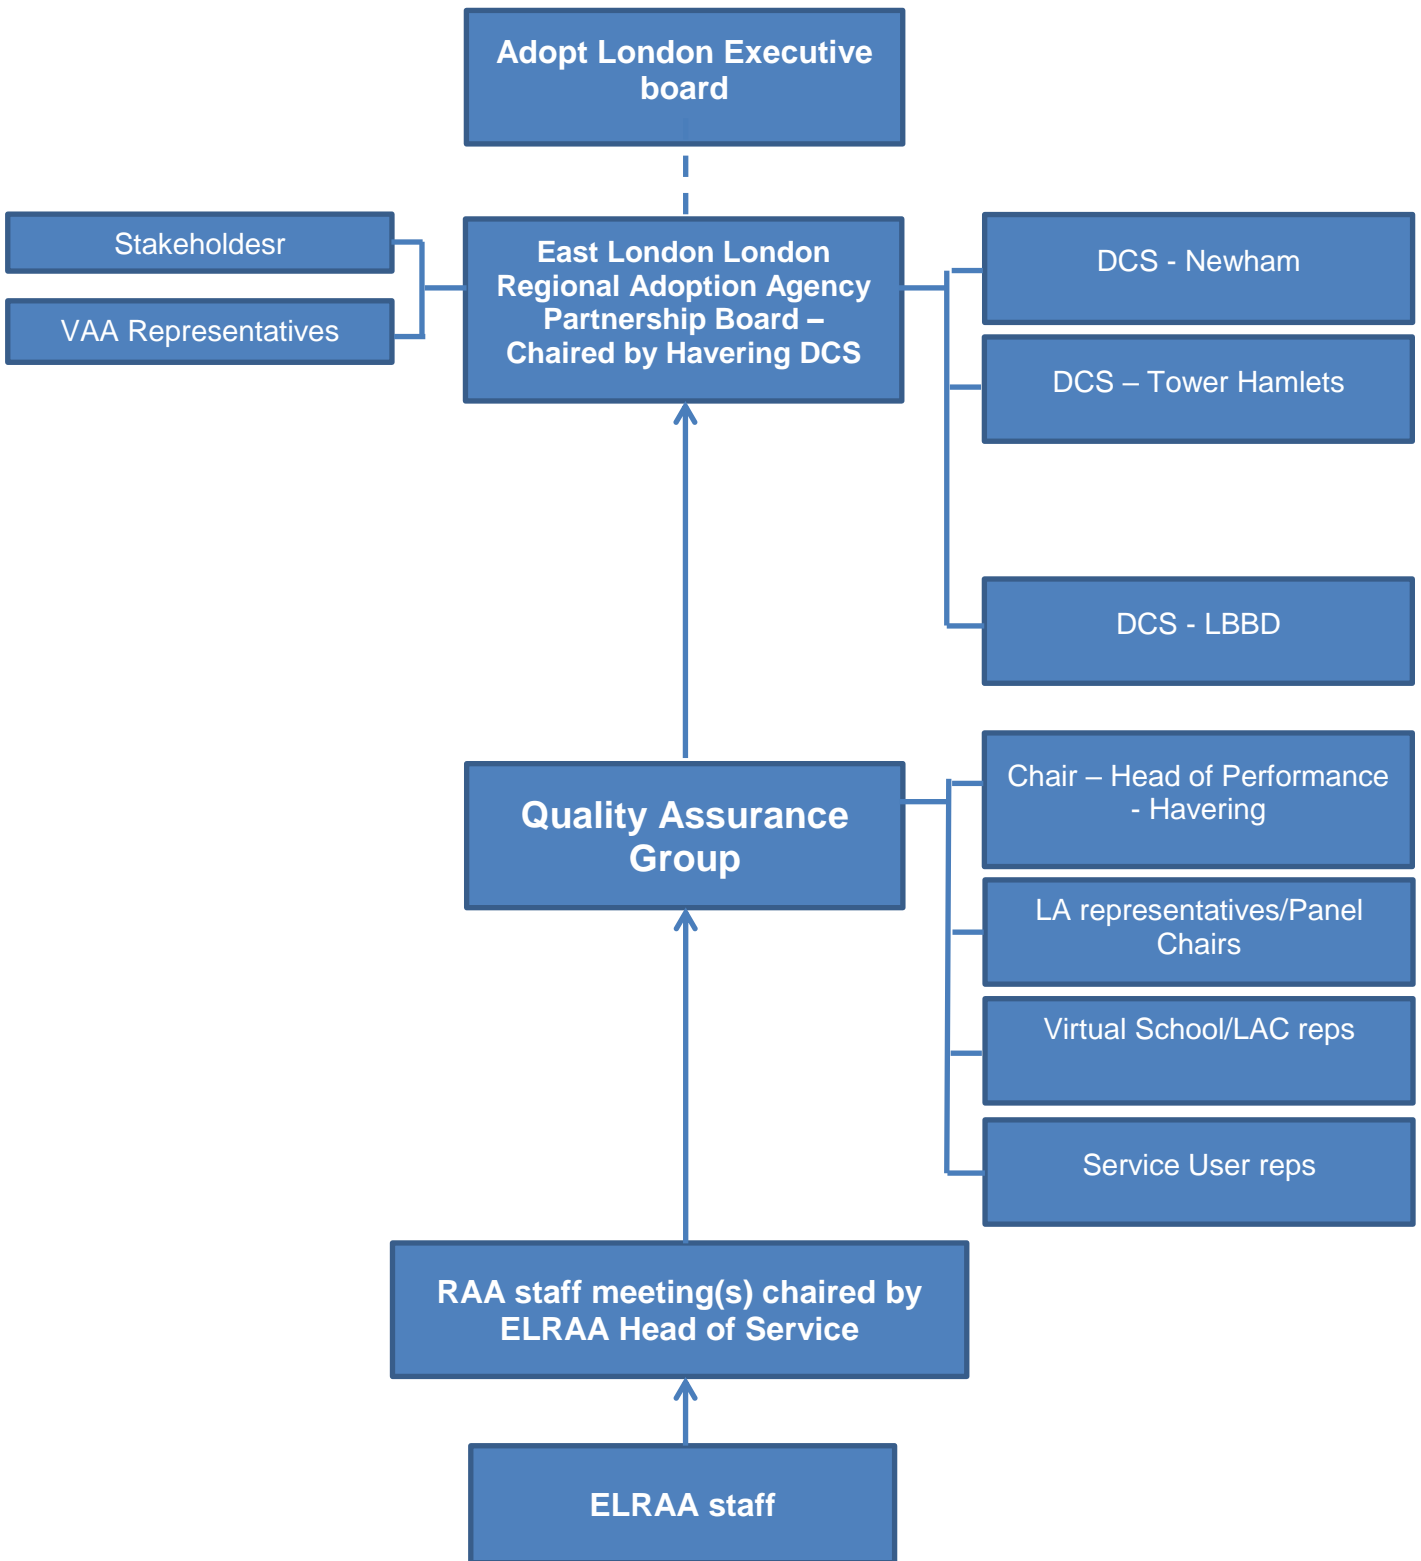 Adopt London Executive
board
Stakeholdesr
VAA Representatives
East London London
Regional Adoption Agency
Partnership Board –
Chaired by Havering DCS
DCS - Newham
DCS – Tower Hamlets
DCS - LBBD
Quality Assurance
Group
Chair – Head of Performance
- Havering
LA representatives/Panel
Chairs
Virtual School/LAC reps
Service User reps
RAA staff meeting(s) chaired by
ELRAA Head of Service
ELRAA staff